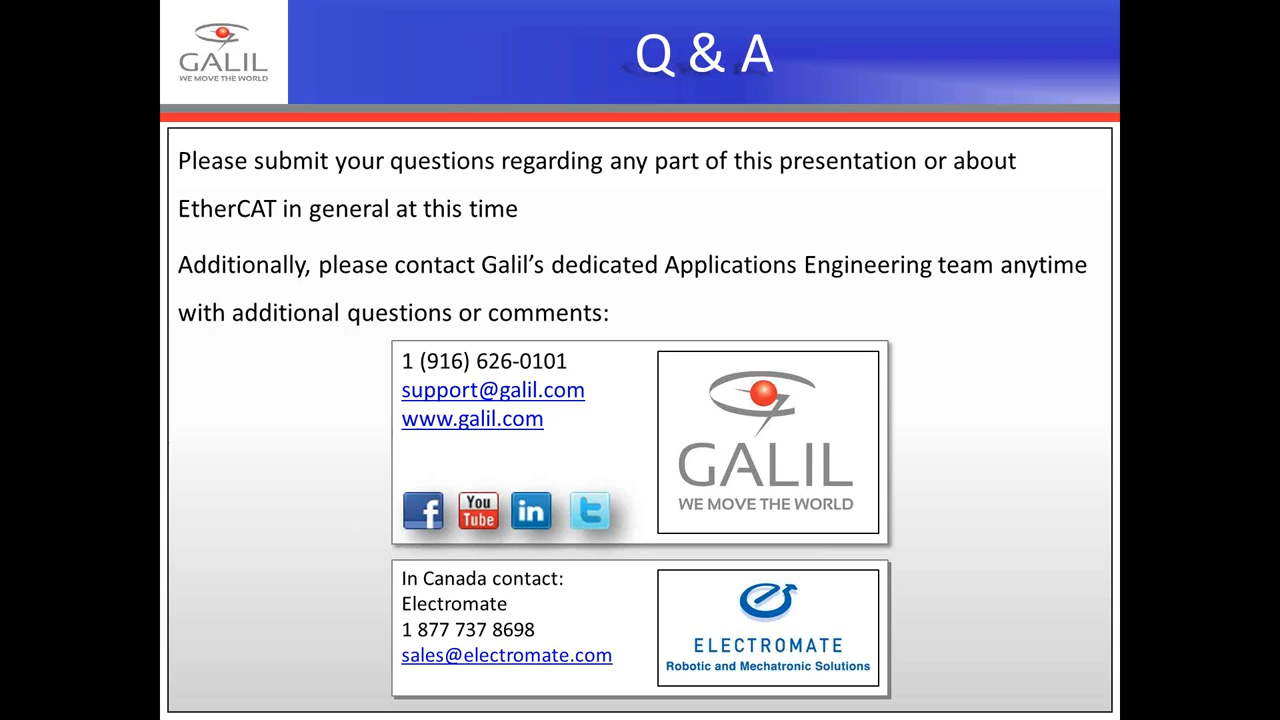 GALIL
WE MOVE THE WORLD
Q & A
Please submit your questions regarding any part of this presentation or about
EtherCAT in general at this time
Additionally, please contact Galil’s dedicated Applications Engineering team anytime
with additional questions or comments:
1 (916) 626-0101
support@galil.com
www.galil.com
f
You
Tube
in
t
GALIL
WE MOVE THE WORLD
In Canada contact:
Electromate
1 877 737 8698
sales@electromate.com
ELECTROMATE
Robotic and Mechatronic Solutions